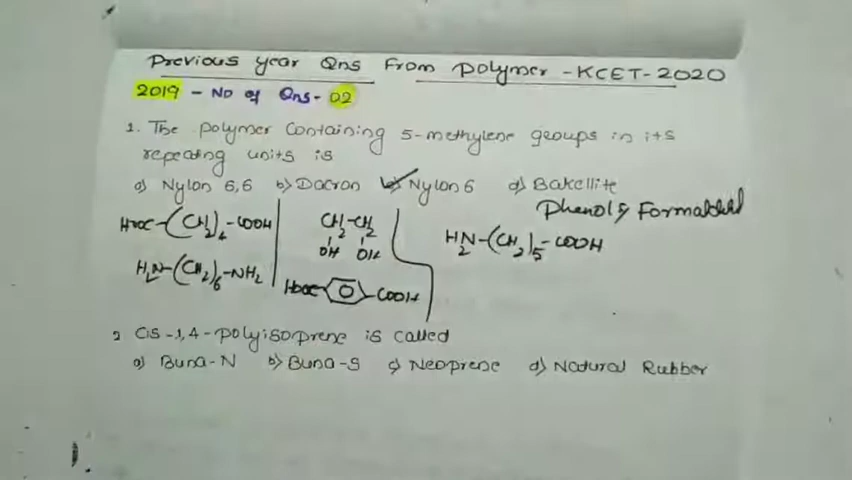 Previous year Qns From polymer - KCET-2020
2019 - No of Qns- 02
1. The polymer containing 5-methylene groups in its
repeating units is
a) Nylon 6,6 b) Dacron c) Nylon 6 d) Bakellite
Phenol &
HOOC-(CH2)4-COOH CH2-CH2 H2N-(CH2)5-COOH
OH OH
H2N-(CH2)6-NH2
HOOC COOH
2 Cis-1,4-polyisoprene is called
a) Buna-N b) Buna-S c) Neoprene d) Natural Rubber